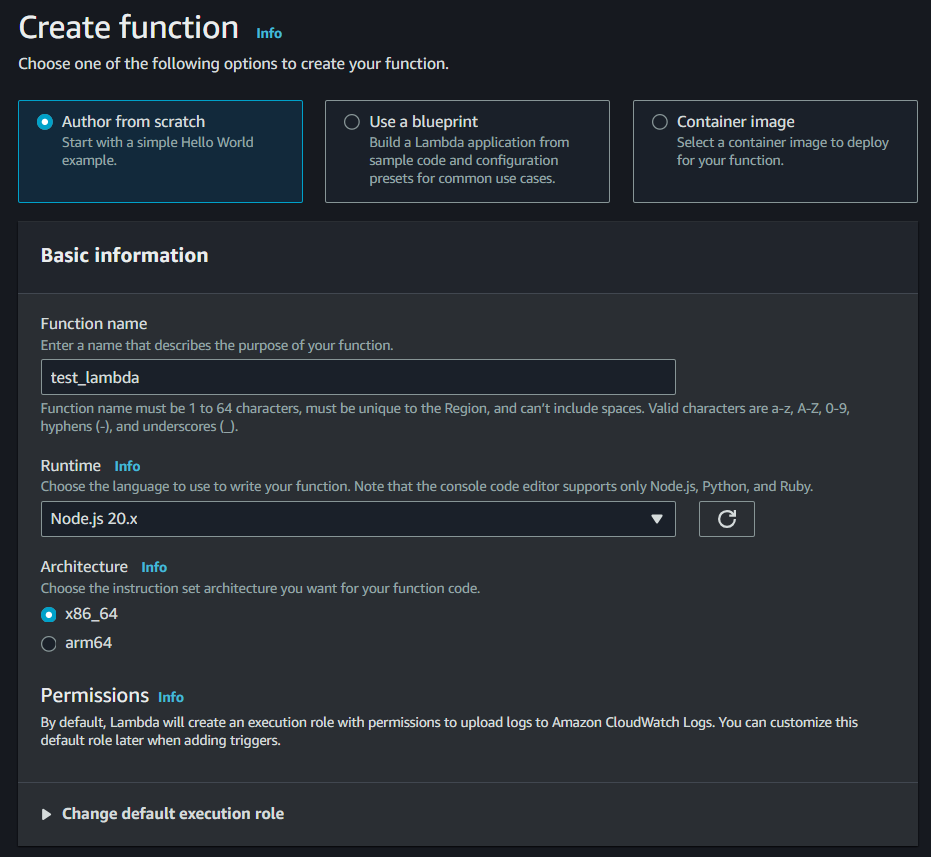 Create function Info
Choose one of the following options to create your function.
Author from scratch
Start with a simple Hello World
example.
Use a blueprint
Build a Lambda application from
sample code and configuration
presets for common use cases.
Container image
Select a container image to deploy
for your function.
Basic information
Function name
Enter a name that describes the purpose of your function.
test_lambda
Function name must be 1 to 64 characters, must be unique to the Region, and can’t include spaces. Valid characters are a-z, A-Z, 0-9,
hyphens (-), and underscores (_).
Runtime Info
Choose the language to use to write your function. Note that the console code editor supports only Node.js, Python, and Ruby.
Node.js 20.x
Architecture Info
Choose the instruction set architecture you want for your function code.
x86_64
arm64
Permissions Info
By default, Lambda will create an execution role with permissions to upload logs to Amazon CloudWatch Logs. You can customize this
default role later when adding triggers.
Change default execution role